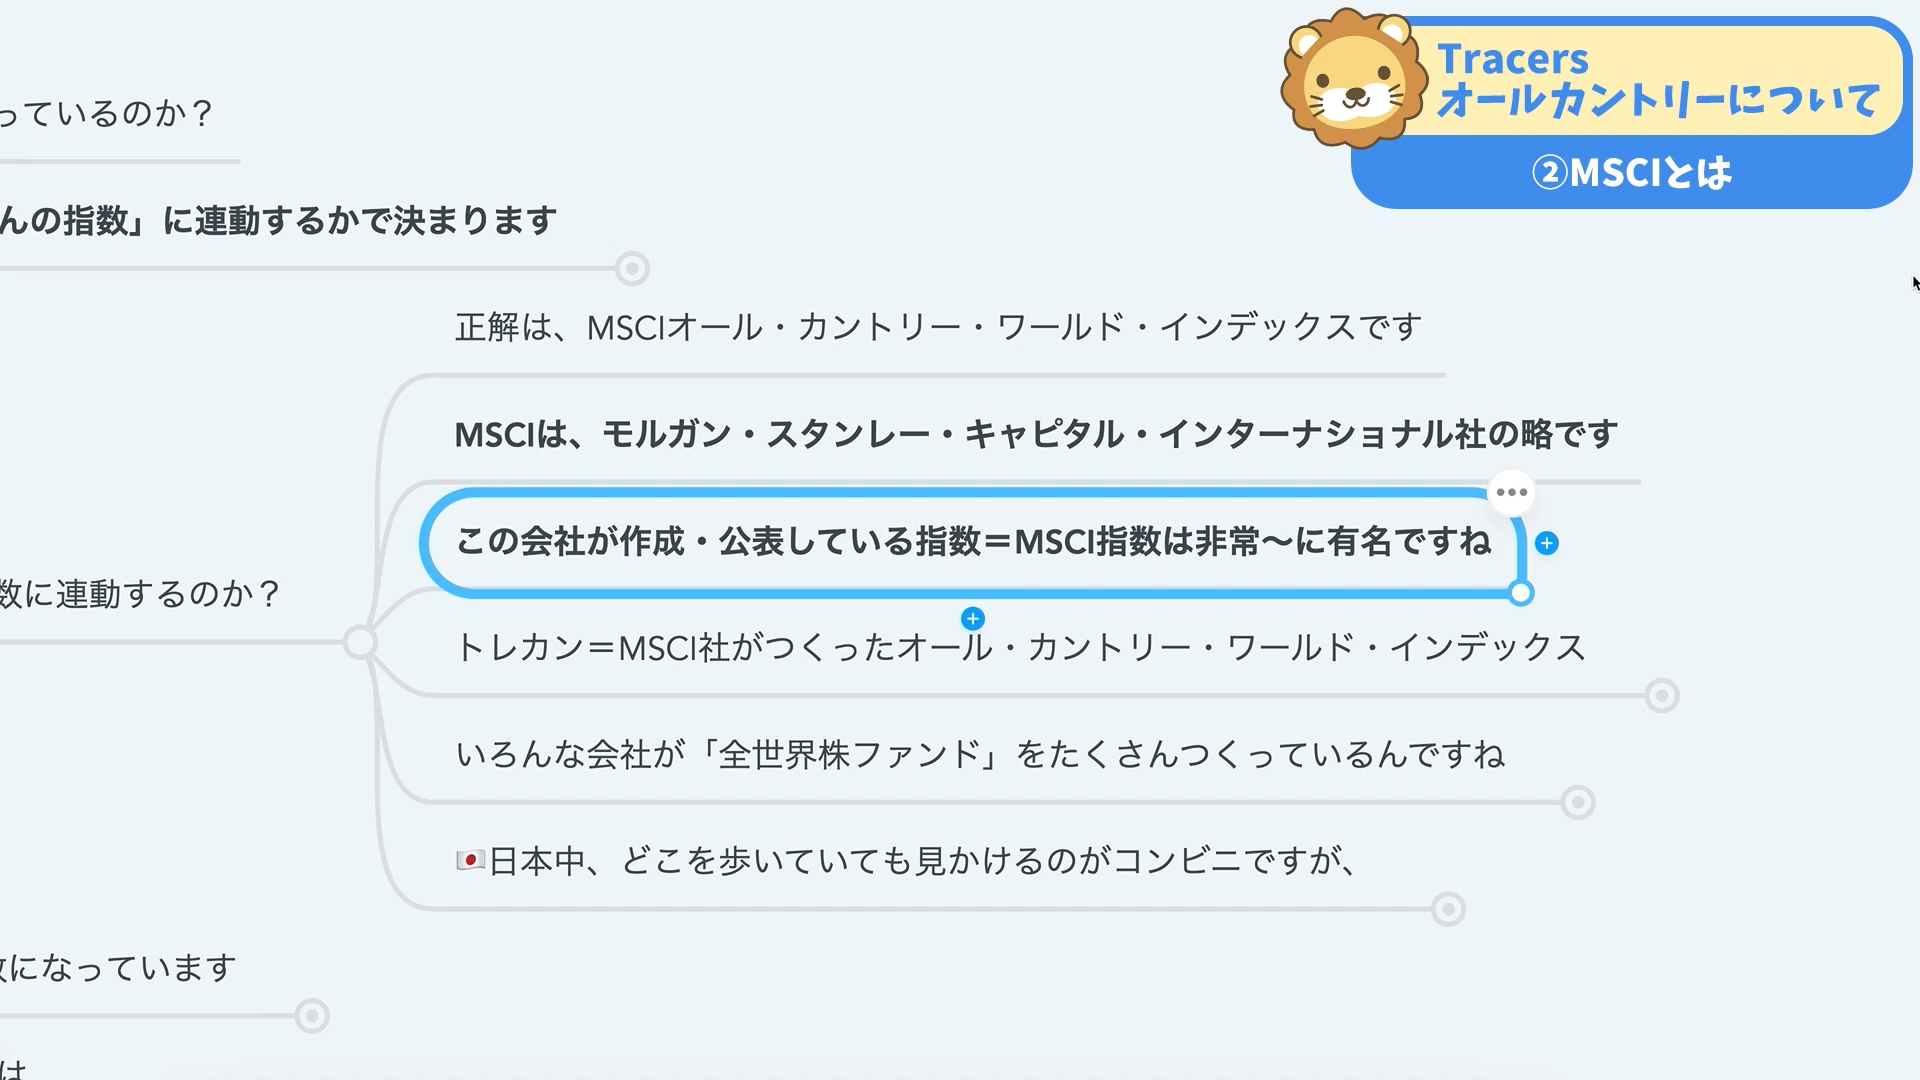 Tracers
オールカントリーについて
②MSCIとは
っているのか？
んの指数」に連動するかで決まります
正解は、MSCIオール・カントリー・ワールド・インデックスです
MSCIは、モルガン・スタンレー・キャピタル・インターナショナル社の略です
この会社が作成・公表している指数＝MSCI指数は非常〜に有名ですね
数に連動するのか？
トレカン＝MSCI社がつくったオール・カントリー・ワールド・インデックス
いろんな会社が「全世界株ファンド」をたくさんつくっているんですね
🇯🇵日本中、どこを歩いていても見かけるのがコンビニですが、
になっています
は